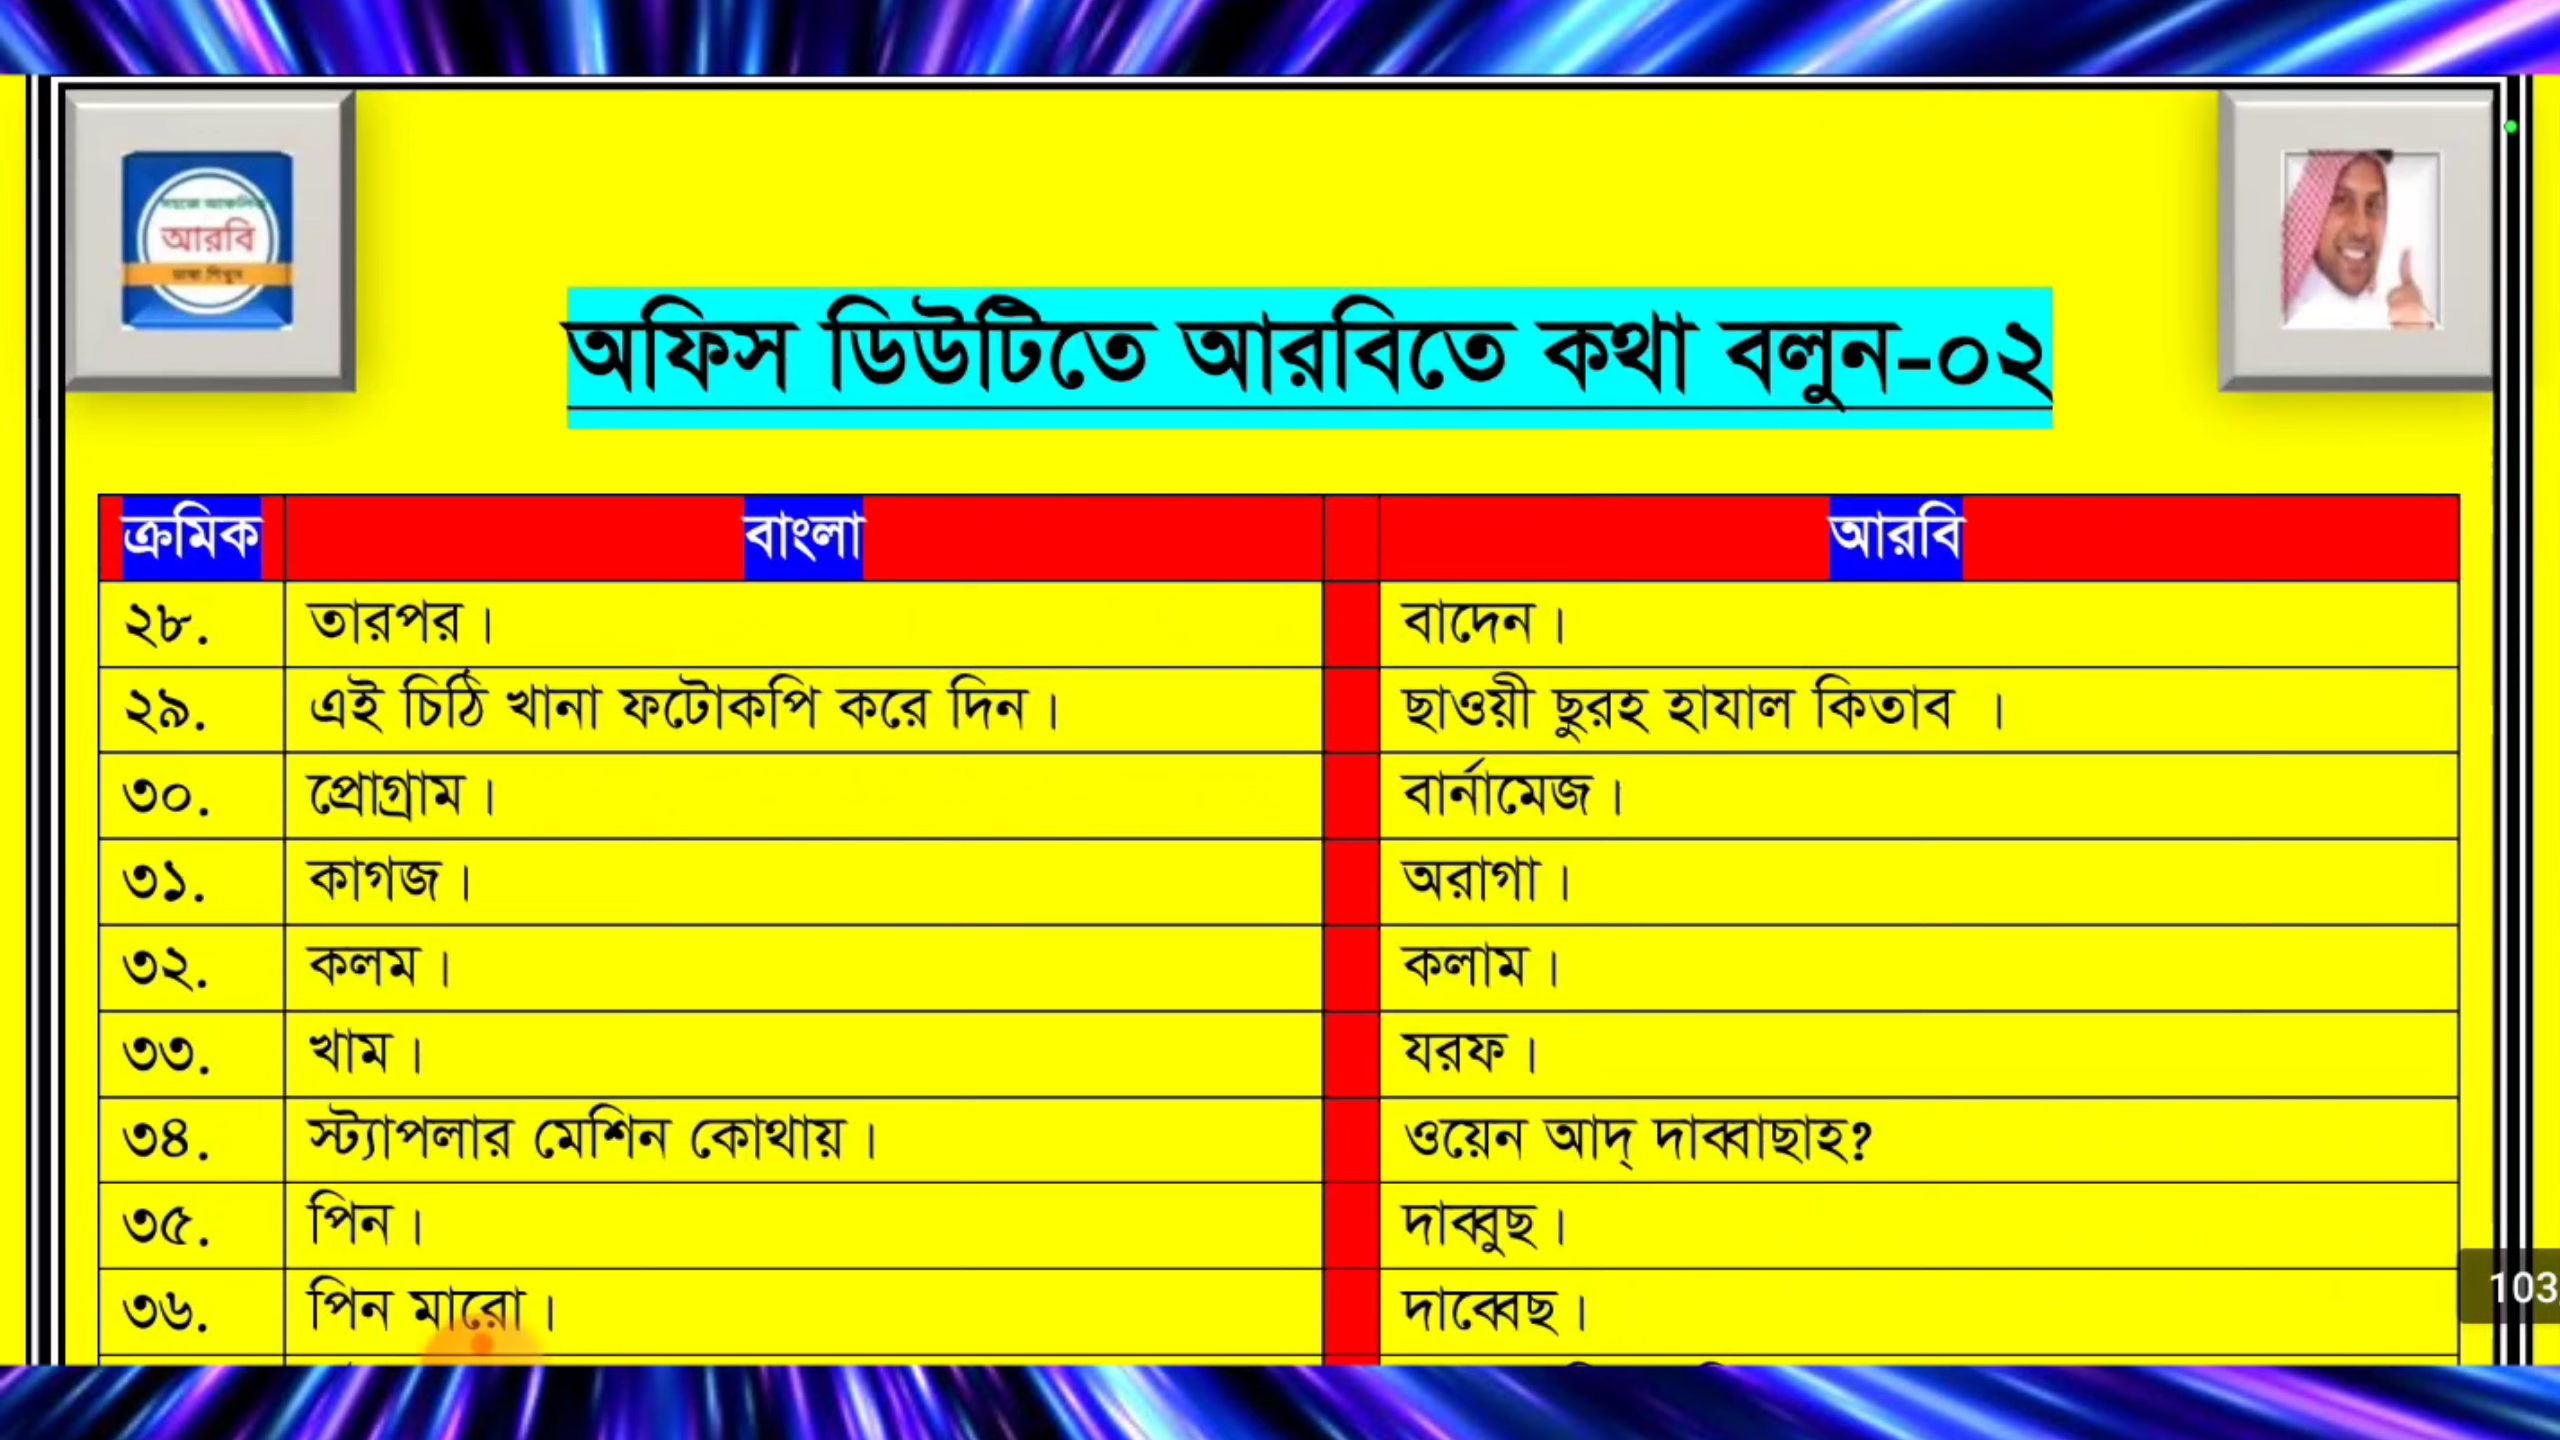 আরবি
অফিস ডিউটিতে আরবিতে কথা বলুন-০২
ক্রমিক বাংলা আরবি
২৮. তারপর। বাদেন।
২৯. এই চিঠি খানা ফটোকপি করে দিন। ছাওয়ী ছুরহ হাযাল কিতাব ।
৩০. প্রোগ্রাম। বার্নামেজ।
৩১. কাগজ। অরাগা।
৩২. কলম। কলাম।
৩৩. খাম। যরফ।
৩৪. স্ট্যাপলার মেশিন কোথায়। ওয়েন আদ্ দাব্বাছাহ?
৩৫. পিন। দাব্বুছ।
৩৬. পিন মারো। দাব্বেছ।
103